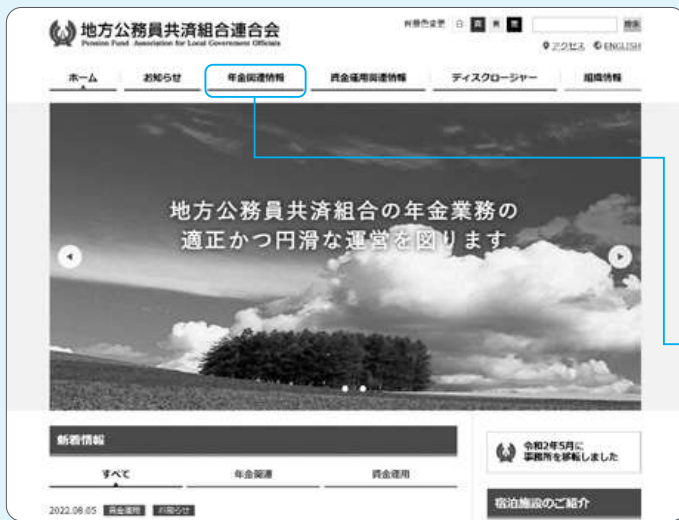 地方公務員共済組合連合会
Pension Fund Association for Local Government Officials
背景色変更 白 青 黄 黒 検索
アクセス ENGLISH
ホーム お知らせ 年金関連情報 資金運用関連情報 ディスクロージャー 組織情報
地方公務員共済組合の年金業務の
適正かつ円滑な運営を図ります
新着情報
すべて 年金関連 資金運用
2022.08.05 資金運用 お知らせ
令和2年5月に
事務所を移転しました
宿泊施設のご紹介